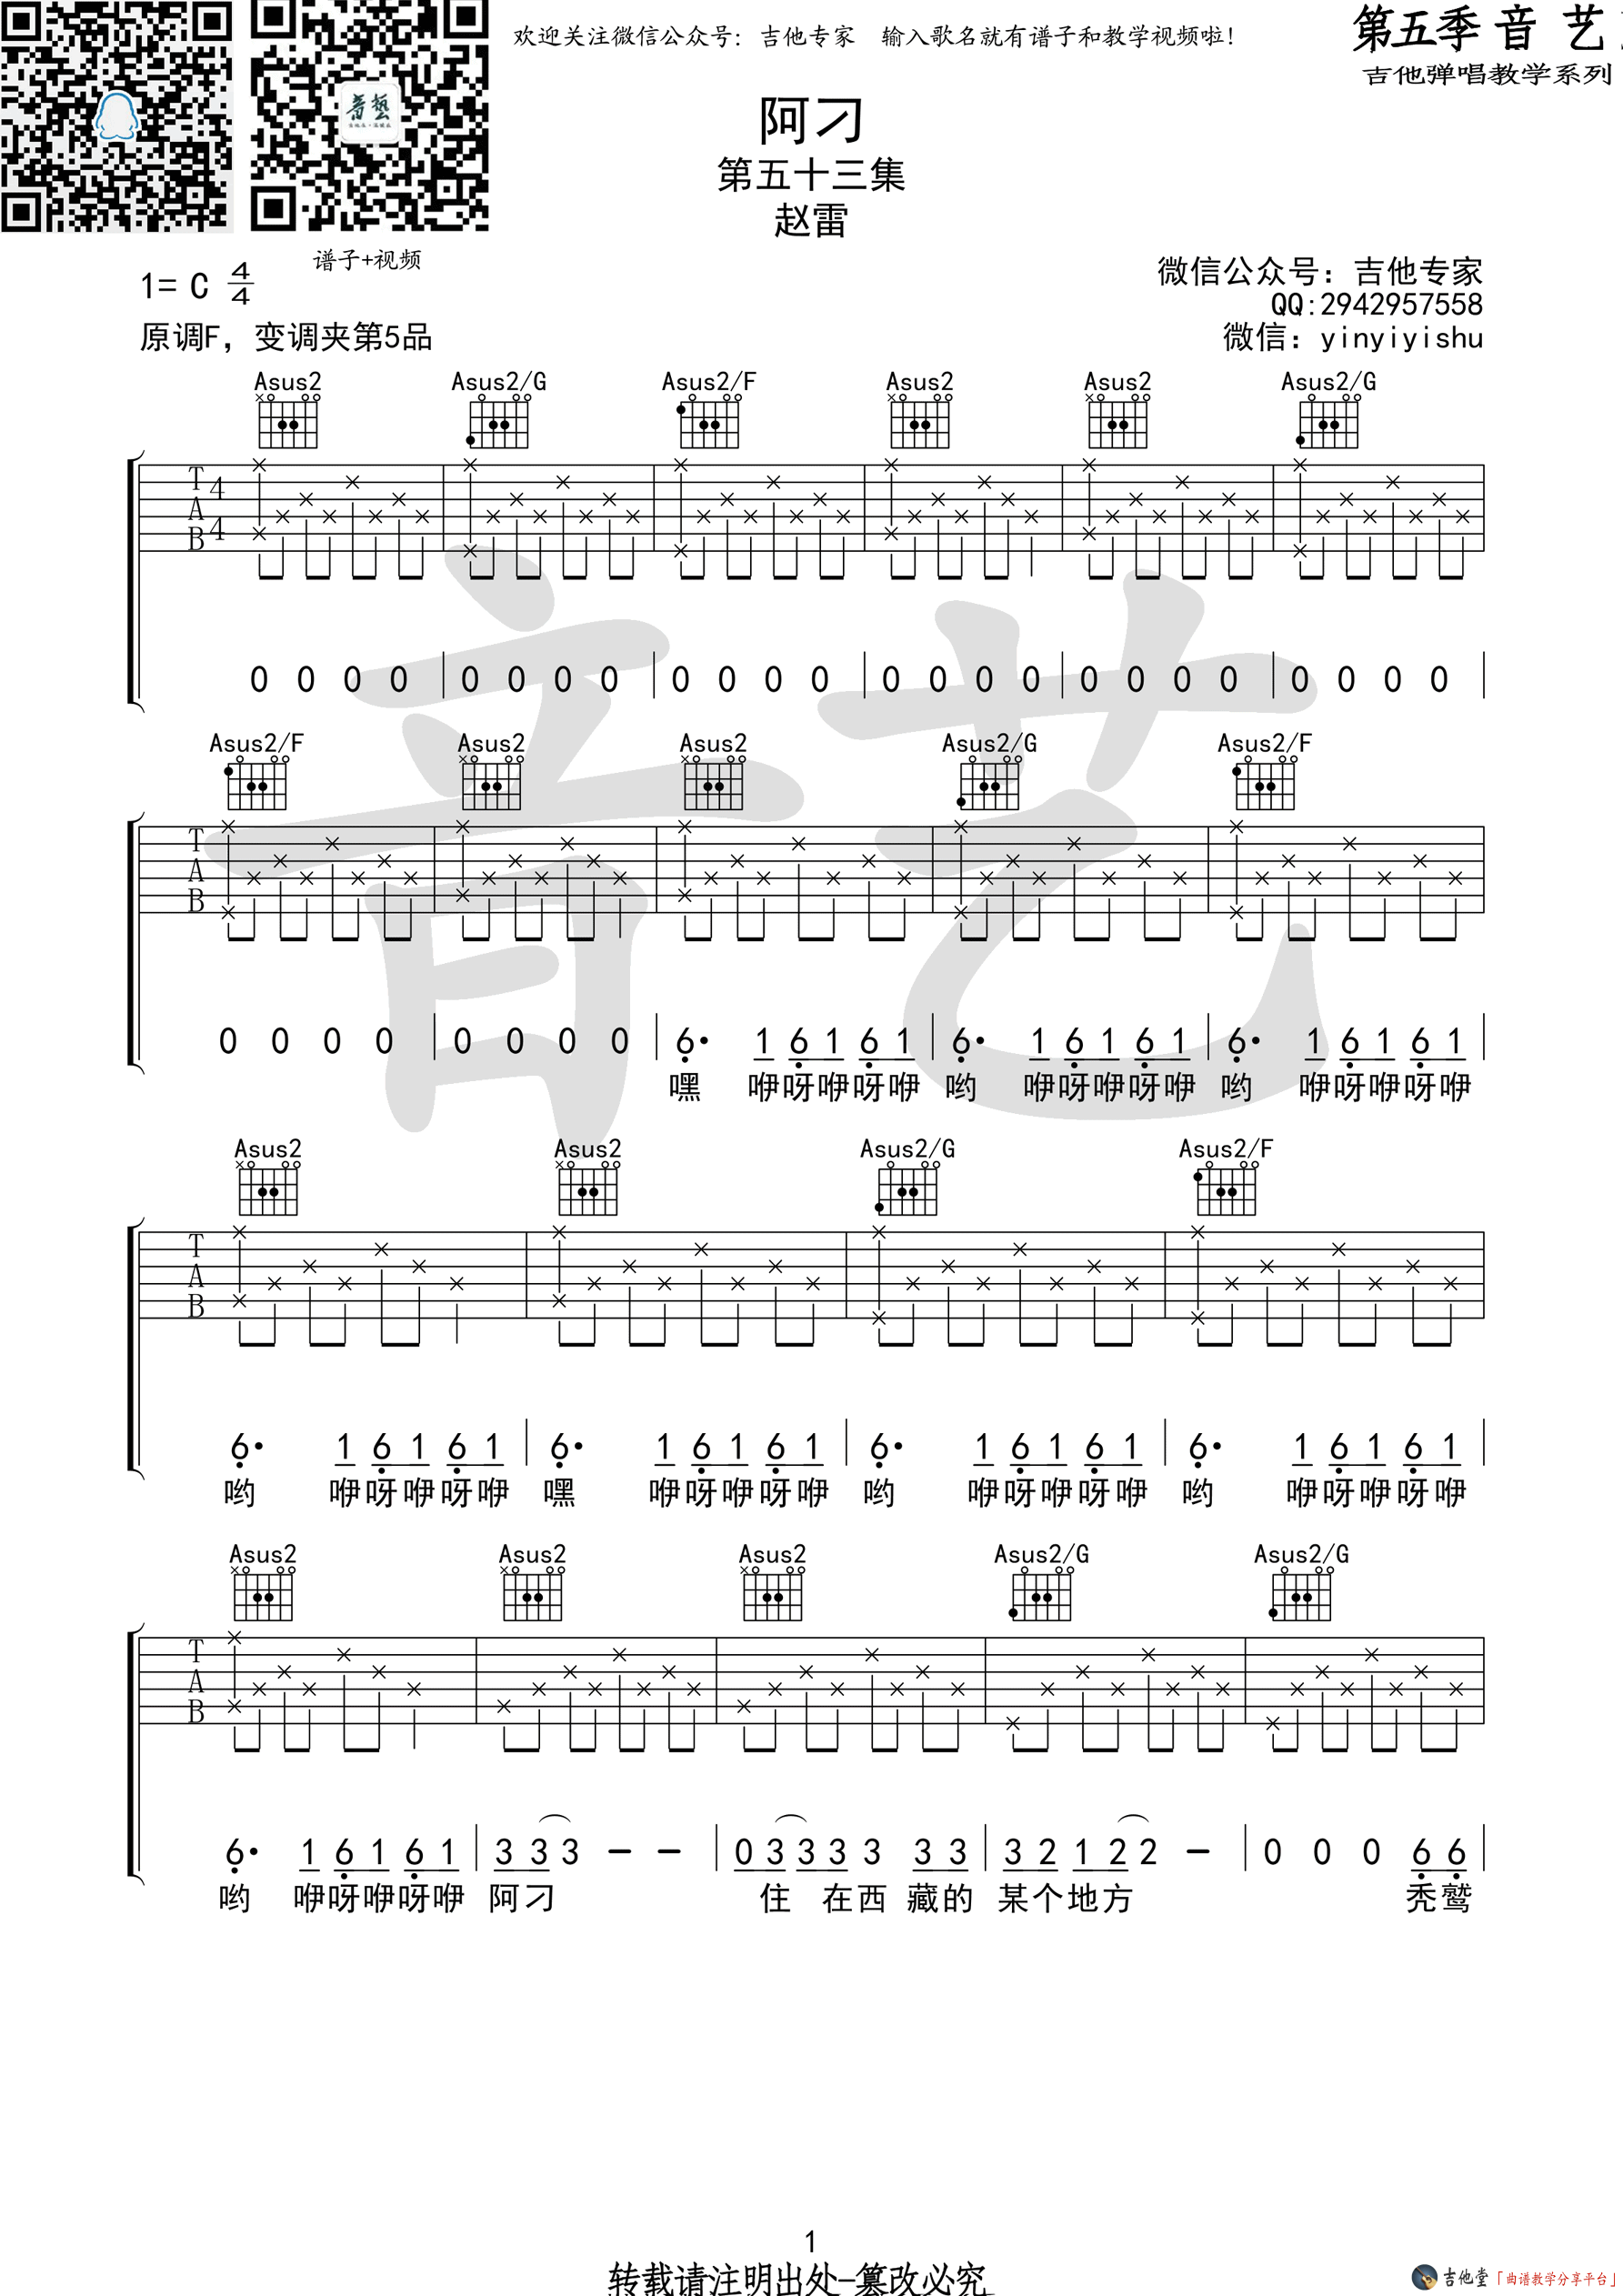 欢迎关注微信公众号：吉他专家　输入歌名就有谱子和教学视频啦！
第五季 音 艺
吉他弹唱教学系列
阿刁
第五十三集
赵雷
谱子+视频
1= C 4/4
原调F，变调夹第5品
微信公众号：吉他专家
QQ:2942957558
微信：yinyiyishu
Asus2 Asus2/G Asus2/F Asus2 Asus2 Asus2/G
T A B 4 4
0 0 0 0 | 0 0 0 0 | 0 0 0 0 | 0 0 0 0 | 0 0 0 0 | 0 0 0 0 |
Asus2/F Asus2 Asus2 Asus2/G Asus2/F
T A B
0 0 0 0 | 0 0 0 0 | 6· 1 6 1 6 1 | 6· 1 6 1 6 1 | 6· 1 6 1 6 1 |
嘿 咿呀咿呀咿 哟 咿呀咿呀咿 哟 咿呀咿呀咿
Asus2 Asus2 Asus2/G Asus2/F
T A B
6· 1 6 1 6 1 | 6· 1 6 1 6 1 | 6· 1 6 1 6 1 | 6· 1 6 1 6 1 |
哟 咿呀咿呀咿 嘿 咿呀咿呀咿 哟 咿呀咿呀咿 哟 咿呀咿呀咿
Asus2 Asus2 Asus2 Asus2/G Asus2/G
T A B
6· 1 6 1 6 1 | 3 3 3 － － | 0 3 3 3 3 3 3 | 3 2 1 2 2 － | 0 0 0 6 6 |
哟 咿呀咿呀咿 阿刁 住 在西 藏的 某个地方 秃鹫
音艺
1
转载请注明出处-篡改必究
吉他堂「曲谱教学分享平台」